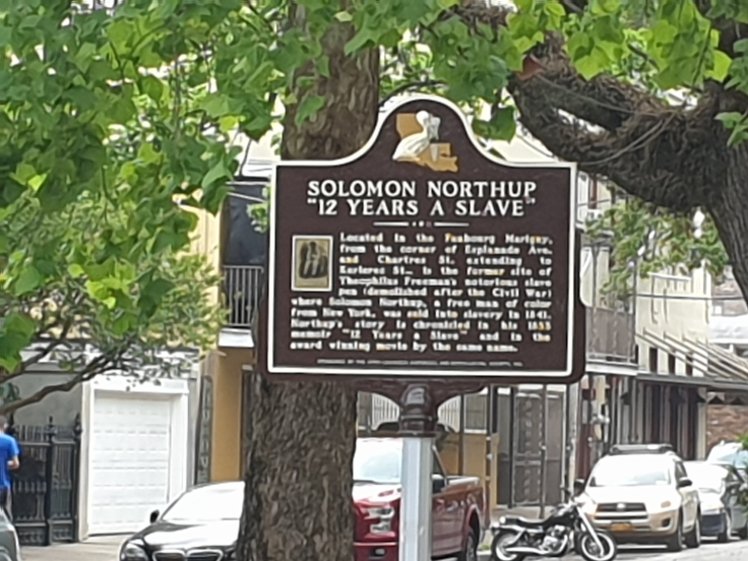 SOLOMON NORTHUP
"12 YEARS A SLAVE"
Located in the Faubourg Marigny,
from the corner of Esplanade Ave.
and Chartres St. extending to
Kerlerec St., is the former site of
Theophilus Freeman's notorious slave
pen (demolished after the Civil War)
where Solomon Northup, a free man of color
from New York, was sold into slavery in 1841.
Northup's story is chronicled in his 1853
memoir "12 Years a Slave" and in the
award winning movie by the same name.